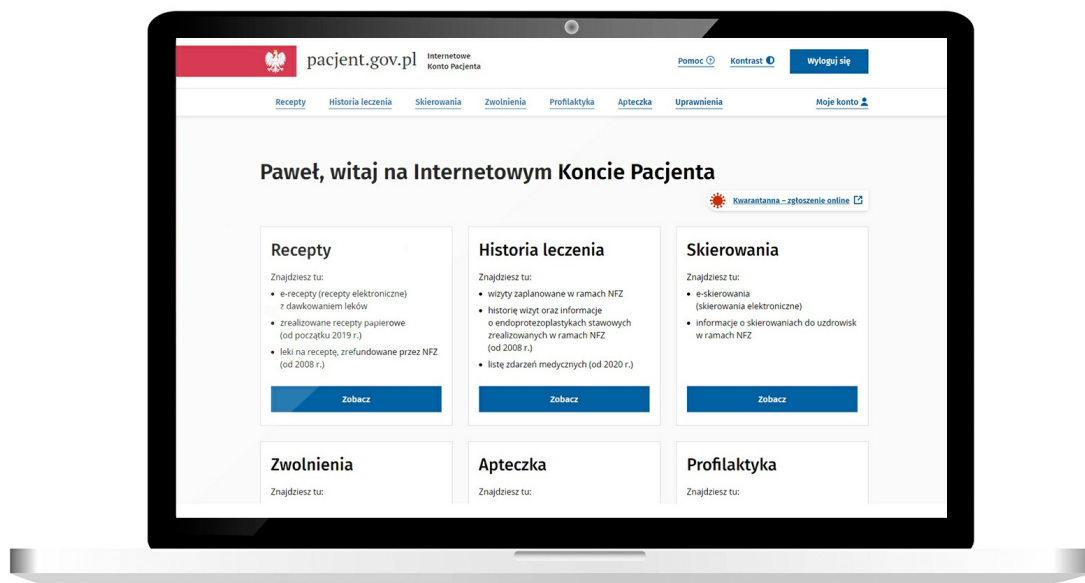 pacjent.gov.pl
Internetowe
Konto Pacjenta
Pomoc
Kontrast
Wyloguj się
Recepty Historia leczenia Skierowania Zwolnienia Profilaktyka Apteczka Uprawnienia Moje konto
Paweł, witaj na Internetowym Koncie Pacjenta
Kwarantanna – zgłoszenie online
Recepty
Znajdziesz tu:
• e-recepty (recepty elektroniczne)
z dawkowaniem leków
• zrealizowane recepty papierowe
(od początku 2019 r.)
• leki na receptę, zrefundowane przez NFZ
(od 2008 r.)
Zobacz
Historia leczenia
Znajdziesz tu:
• wizyty zaplanowane w ramach NFZ
• historię wizyt oraz informacje
o endoprotezoplastykach stawowych
zrealizowanych w ramach NFZ
(od 2008 r.)
• listę zdarzeń medycznych (od 2020 r.)
Zobacz
Skierowania
Znajdziesz tu:
• e-skierowania
(skierowania elektroniczne)
• informacje o skierowaniach do uzdrowisk
w ramach NFZ
Zobacz
Zwolnienia
Znajdziesz tu:
Apteczka
Znajdziesz tu:
Profilaktyka
Znajdziesz tu: